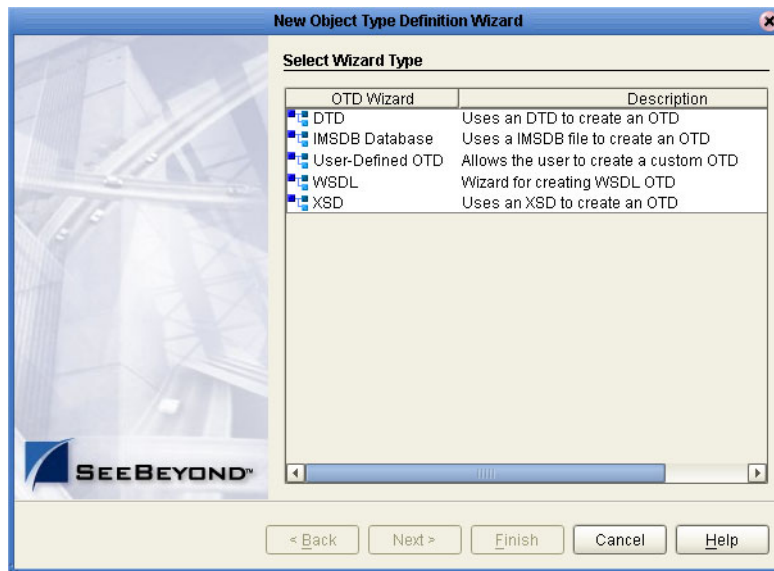 New Object Type Definition Wizard
Select Wizard Type
OTD Wizard Description
DTD Uses an DTD to create an OTD
IMSDB Database Uses a IMSDB file to create an OTD
User-Defined OTD Allows the user to create a custom OTD
WSDL Wizard for creating WSDL OTD
XSD Uses an XSD to create an OTD
SEEBEYOND™
< Back Next > Finish Cancel Help